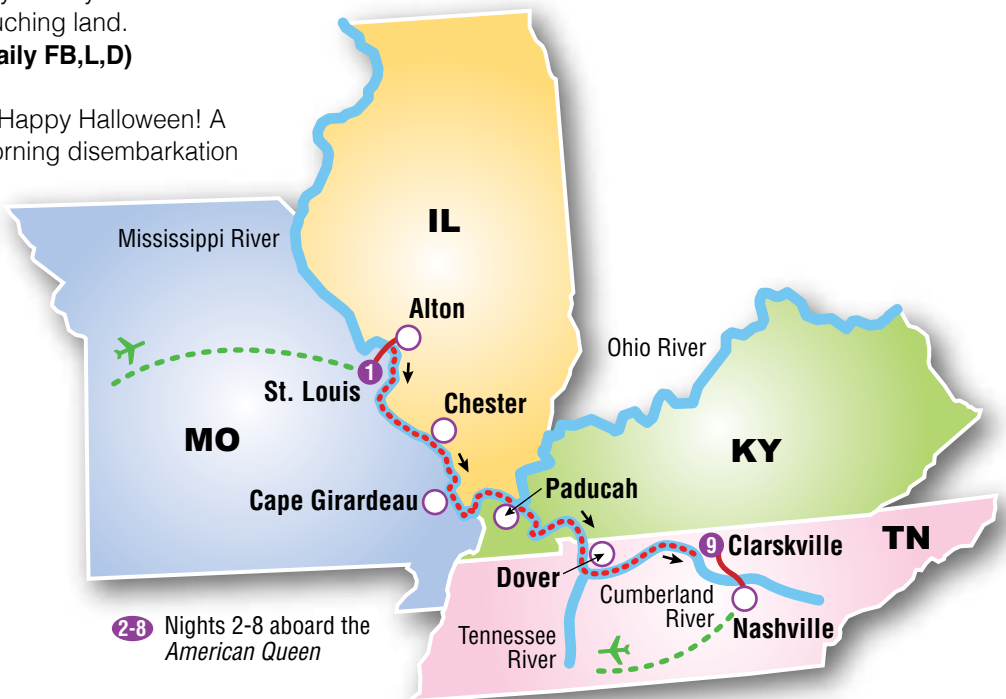 uching land.
aily FB,L,D)
Happy Halloween! A
orning disembarkation
IL
Mississippi River
Alton
Ohio River
1
St. Louis
Chester
MO
KY
Cape Girardeau
Paducah
TN
9 Clarskville
Dover
Cumberland
River
Nashville
Tennessee
River
2-8 Nights 2-8 aboard the
American Queen